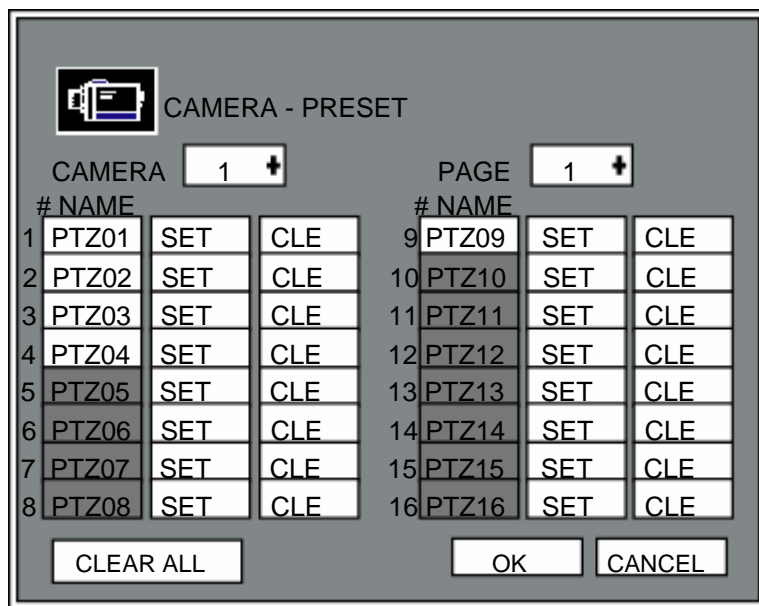 CAMERA - PRESET
CAMERA 1 PAGE 1
# NAME # NAME
1 PTZ01 SET CLE 9 PTZ09 SET CLE
2 PTZ02 SET CLE 10 PTZ10 SET CLE
3 PTZ03 SET CLE 11 PTZ11 SET CLE
4 PTZ04 SET CLE 12 PTZ12 SET CLE
5 PTZ05 SET CLE 13 PTZ13 SET CLE
6 PTZ06 SET CLE 14 PTZ14 SET CLE
7 PTZ07 SET CLE 15 PTZ15 SET CLE
8 PTZ08 SET CLE 16 PTZ16 SET CLE
CLEAR ALL OK CANCEL